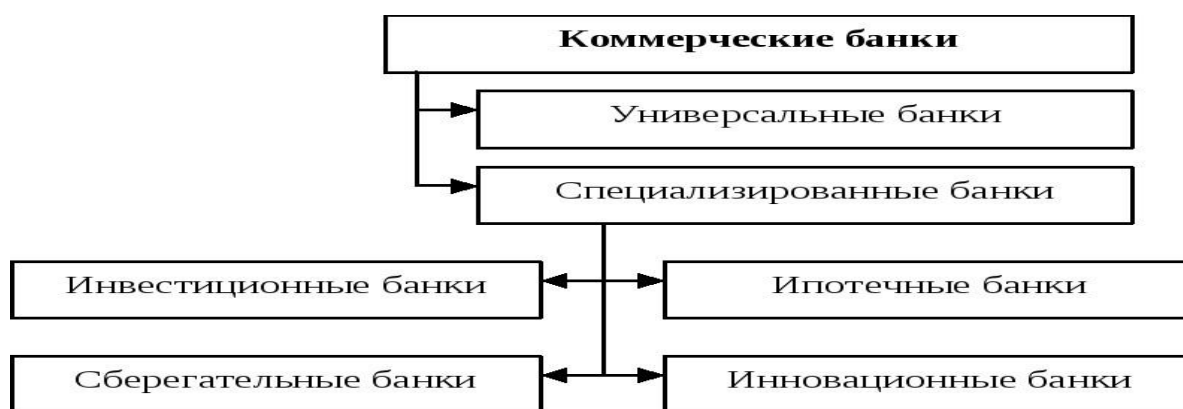 Коммерческие банки
Универсальные банки
Специализированные банки
Инвестиционные банки
Ипотечные банки
Сберегательные банки
Инновационные банки